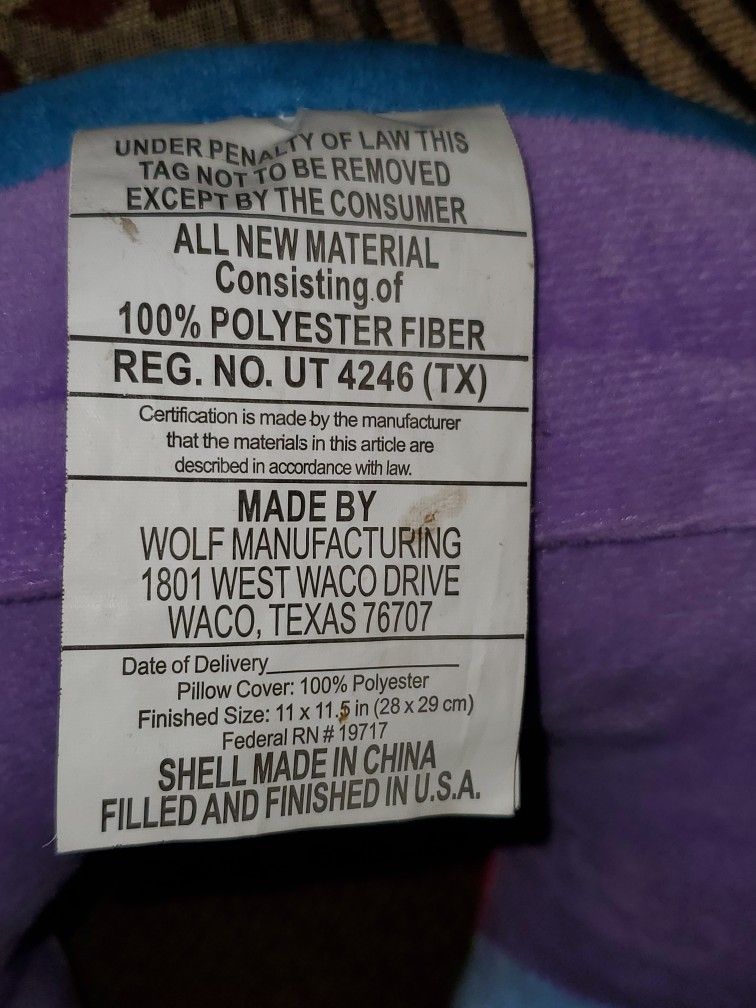 UNDER PENALTY OF LAW THIS
TAG NOT TO BE REMOVED
EXCEPT BY THE CONSUMER
ALL NEW MATERIAL
Consisting of
100% POLYESTER FIBER
REG. NO. UT 4246 (TX)
Certification is made by the manufacturer
that the materials in this article are
described in accordance with law.
MADE BY
WOLF MANUFACTURING
1801 WEST WACO DRIVE
WACO, TEXAS 76707
Date of Delivery
Pillow Cover: 100% Polyester
Finished Size: 11 x 11.5 in (28 x 29 cm)
Federal RN # 19717
SHELL MADE IN CHINA
FILLED AND FINISHED IN U.S.A.